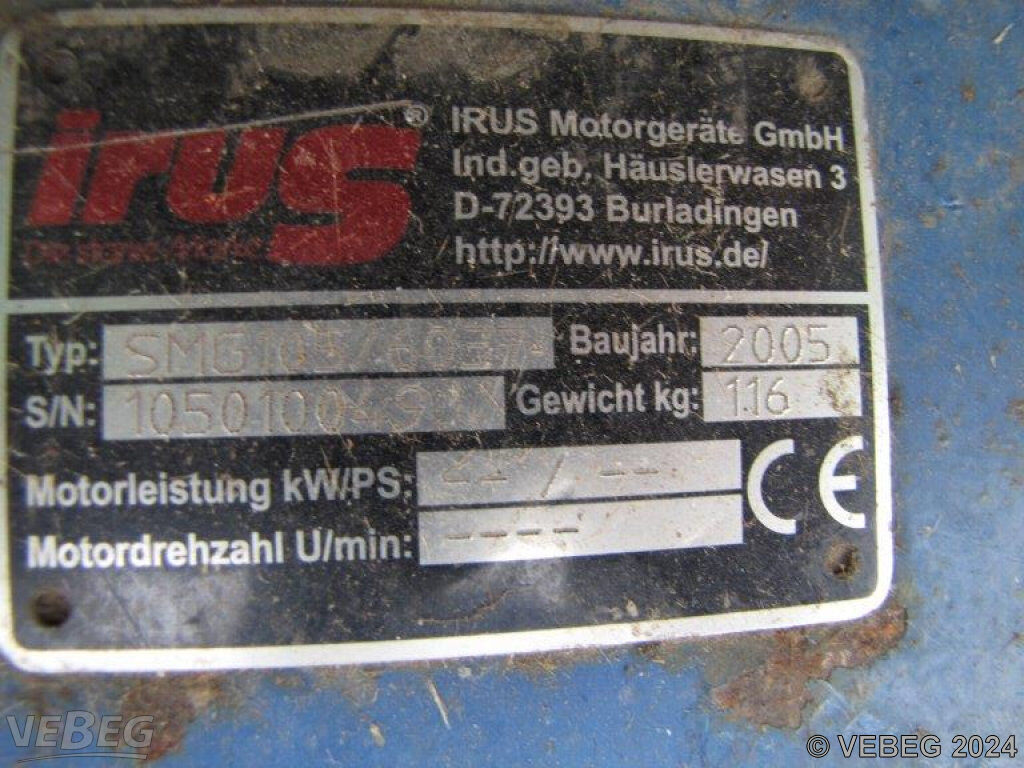 irus®
IRUS Motorgeräte GmbH
Ind.geb, Häuslerwasen 3
D-72393 Burladingen
http://www.irus.de/
Typ:
Baujahr: 2005
S/N:
Gewicht kg: 116
Motorleistung kW/PS: -- / --
Motordrehzahl U/min: ----
CE
VEBEG
© VEBEG 2024